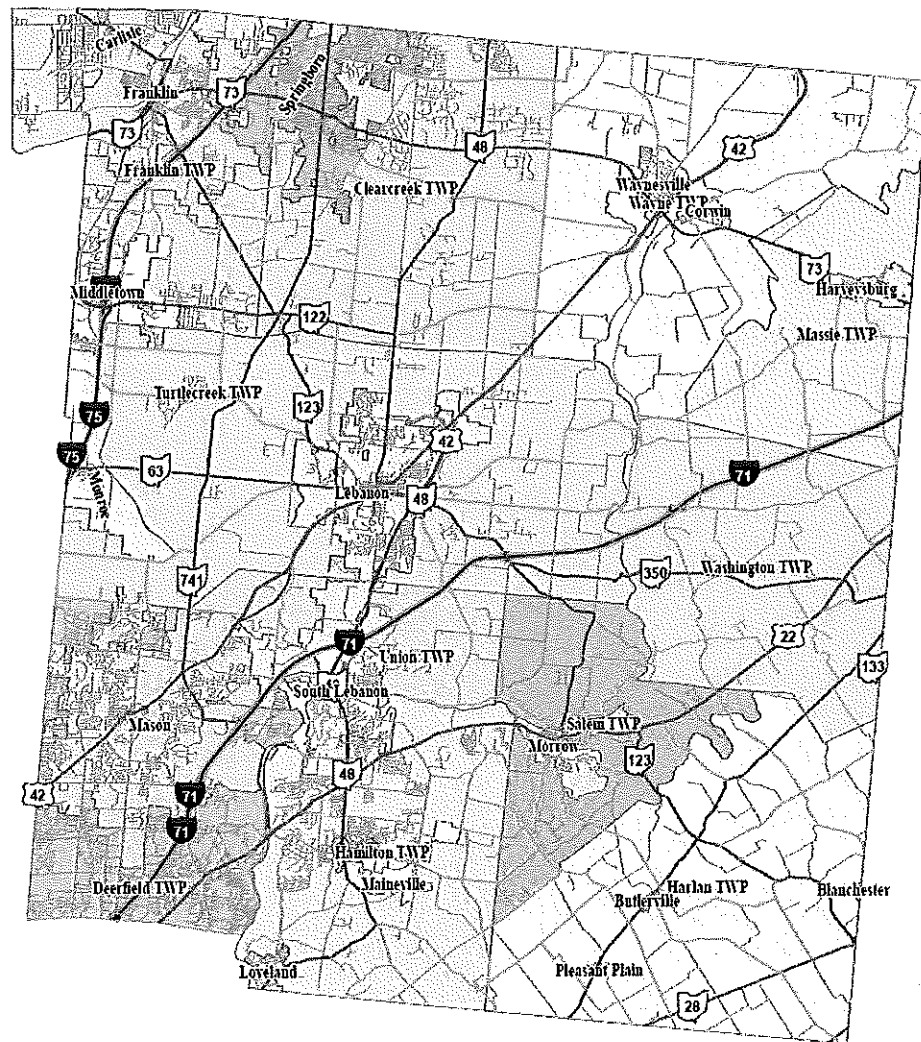 Carlisle
Springboro
Franklin
73
73
48
42
Franklin TWP
Clearcreek TWP
Waynesville
Wayne TWP
Corwin
73
Harveysburg
Middletown
122
Massie TWP
Turtlecreek TWP
123
75
42
75
63
71
Monroe
Lebanon
48
350
Washington TWP
741
71
22
Union TWP
133
South Lebanon
Mason
Salem TWP
Morrow
123
48
42
71
71
Hamilton TWP
Deerfield TWP
Maineville
Harlan TWP
Blanchester
Butlerville
Loveland
Pleasant Plain
28